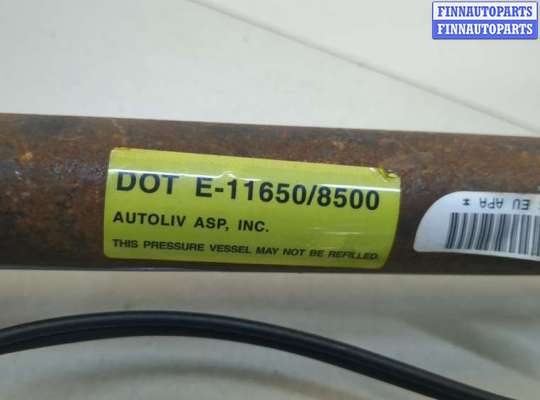 FINNAUTOPARTS
FINNAUTOPARTS
DOT E-11650/8500
AUTOLIV ASP, INC.
THIS PRESSURE VESSEL MAY NOT BE REFILLED.
EU APA *